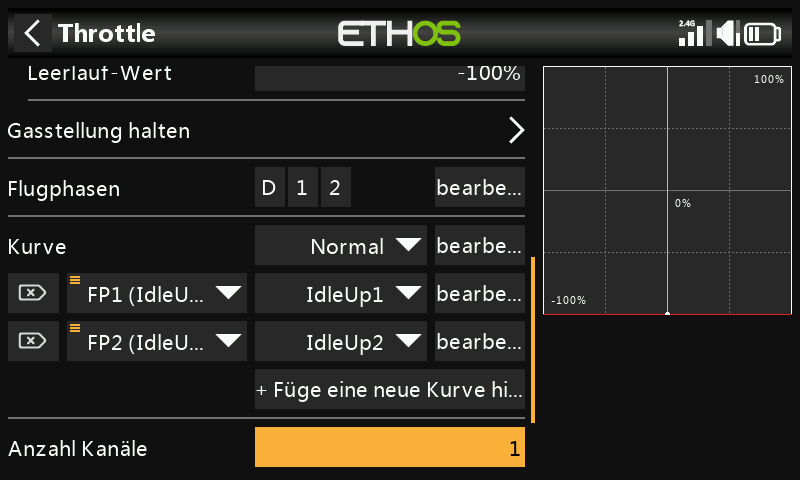 Throttle
ETHOS
2.4G
Leerlauf-Wert
-100%
Gasstellung halten
Flugphasen
D 1 2
bearbe...
Kurve
Normal
bearbe...
FP1 (IdleU...
IdleUp1
bearbe...
FP2 (IdleU...
IdleUp2
bearbe...
+ Füge eine neue Kurve hi...
Anzahl Kanäle
1
100%
0%
-100%